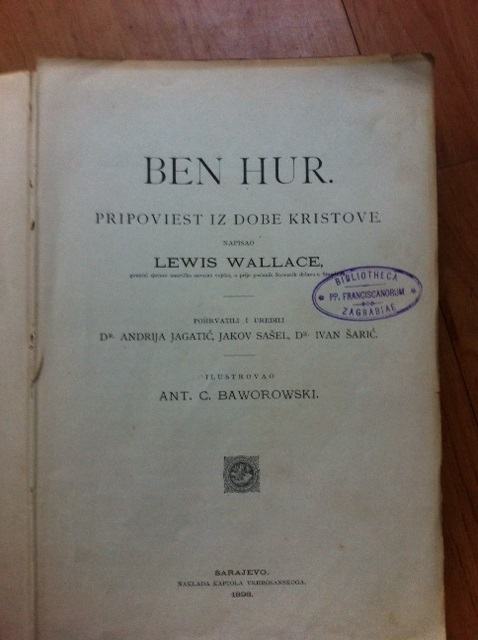 BEN HUR.
PRIPOVIEST IZ DOBE KRISTOVE.
NAPISAO
LEWIS WALLACE,
BIBLIOTHECA
PP. FRANCISCANORUM
ZAGRABIAE
POHRVATILI I UREDILI
DR. ANDRIJA JAGATIĆ, JAKOV SAŠEL, DR. IVAN ŠARIĆ.
ILUSTROVAO
ANT. C. BAWOROWSKI.
SARAJEVO.
NAKLADA KAPTOLA VRHBOSANSKOGA.
1898.